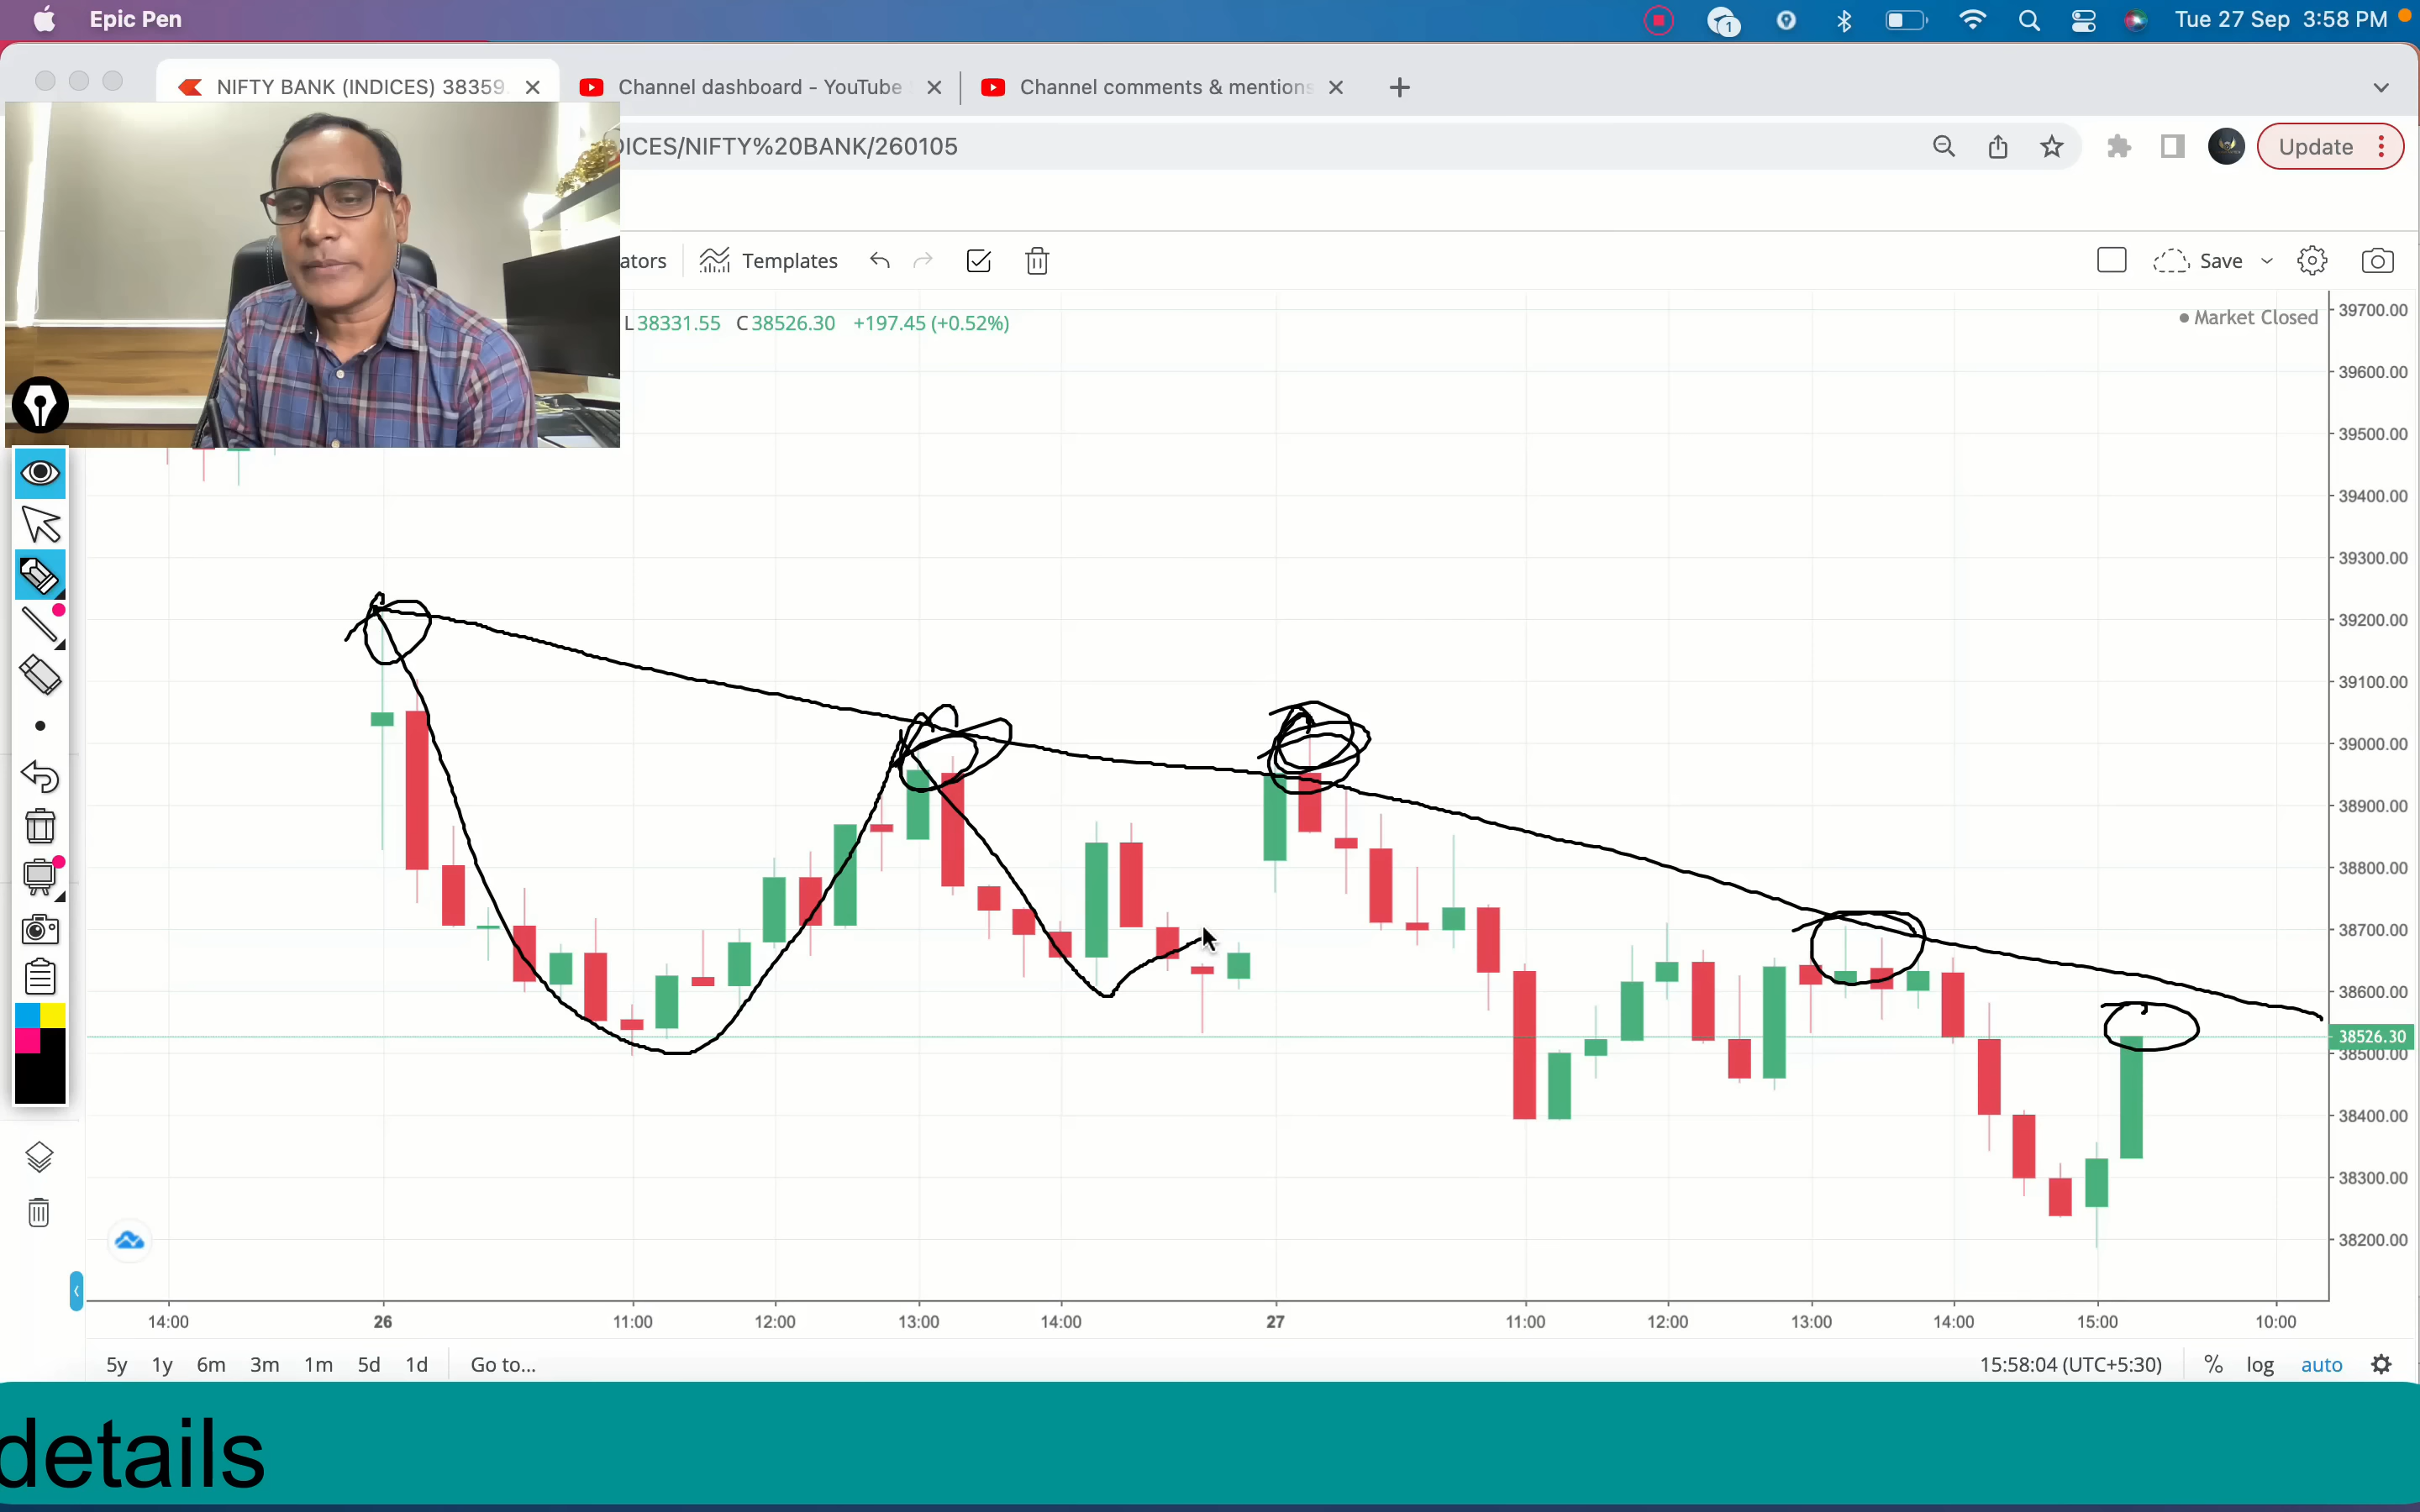 Epic Pen
1
Tue 27 Sep 3:58 PM
NIFTY BANK (INDICES) 38359
Channel dashboard - YouTube
Channel comments & mentions
ICES/NIFTY%20BANK/260105
Update
ators
Templates
Save
L38331.55 C38526.30 +197.45 (+0.52%)
Market Closed
39700.00
39600.00
39500.00
39400.00
39300.00
39200.00
39100.00
39000.00
38900.00
38800.00
38700.00
38600.00
38526.30
38500.00
38400.00
38300.00
38200.00
14:00 26 11:00 12:00 13:00 14:00 27 11:00 12:00 13:00 14:00 15:00 10:00
5y 1y 6m 3m 1m 5d 1d Go to... 15:58:04 (UTC+5:30) % log auto
details